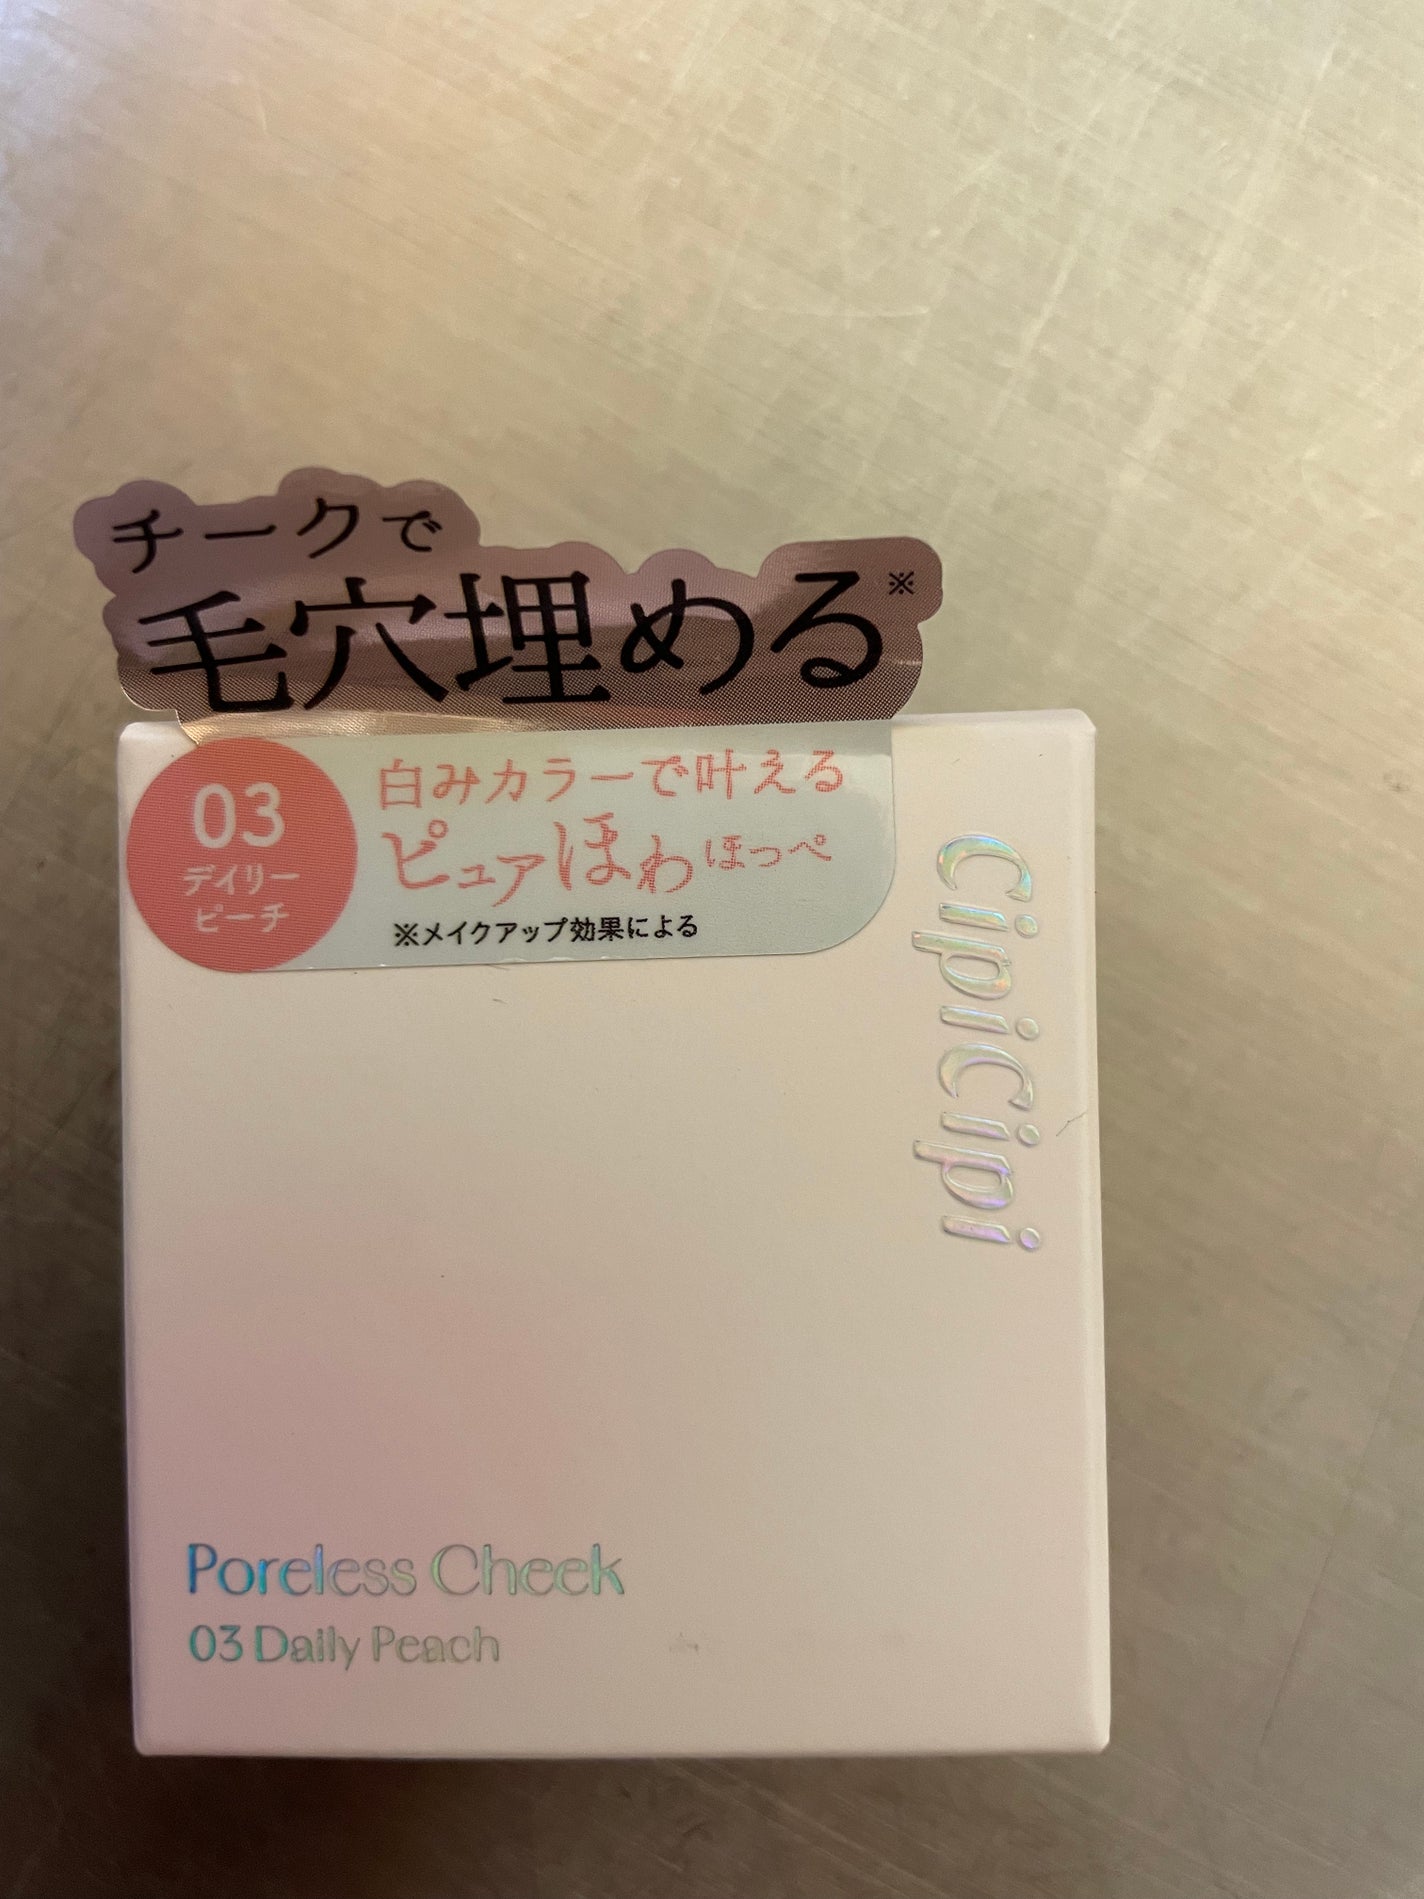 チークで
毛穴埋める※
03
デイリー
ピーチ
白みカラーで叶える
ピュアほわほっぺ
※メイクアップ効果による
CipiCipi
Poreless Cheek
03 Daily Peach